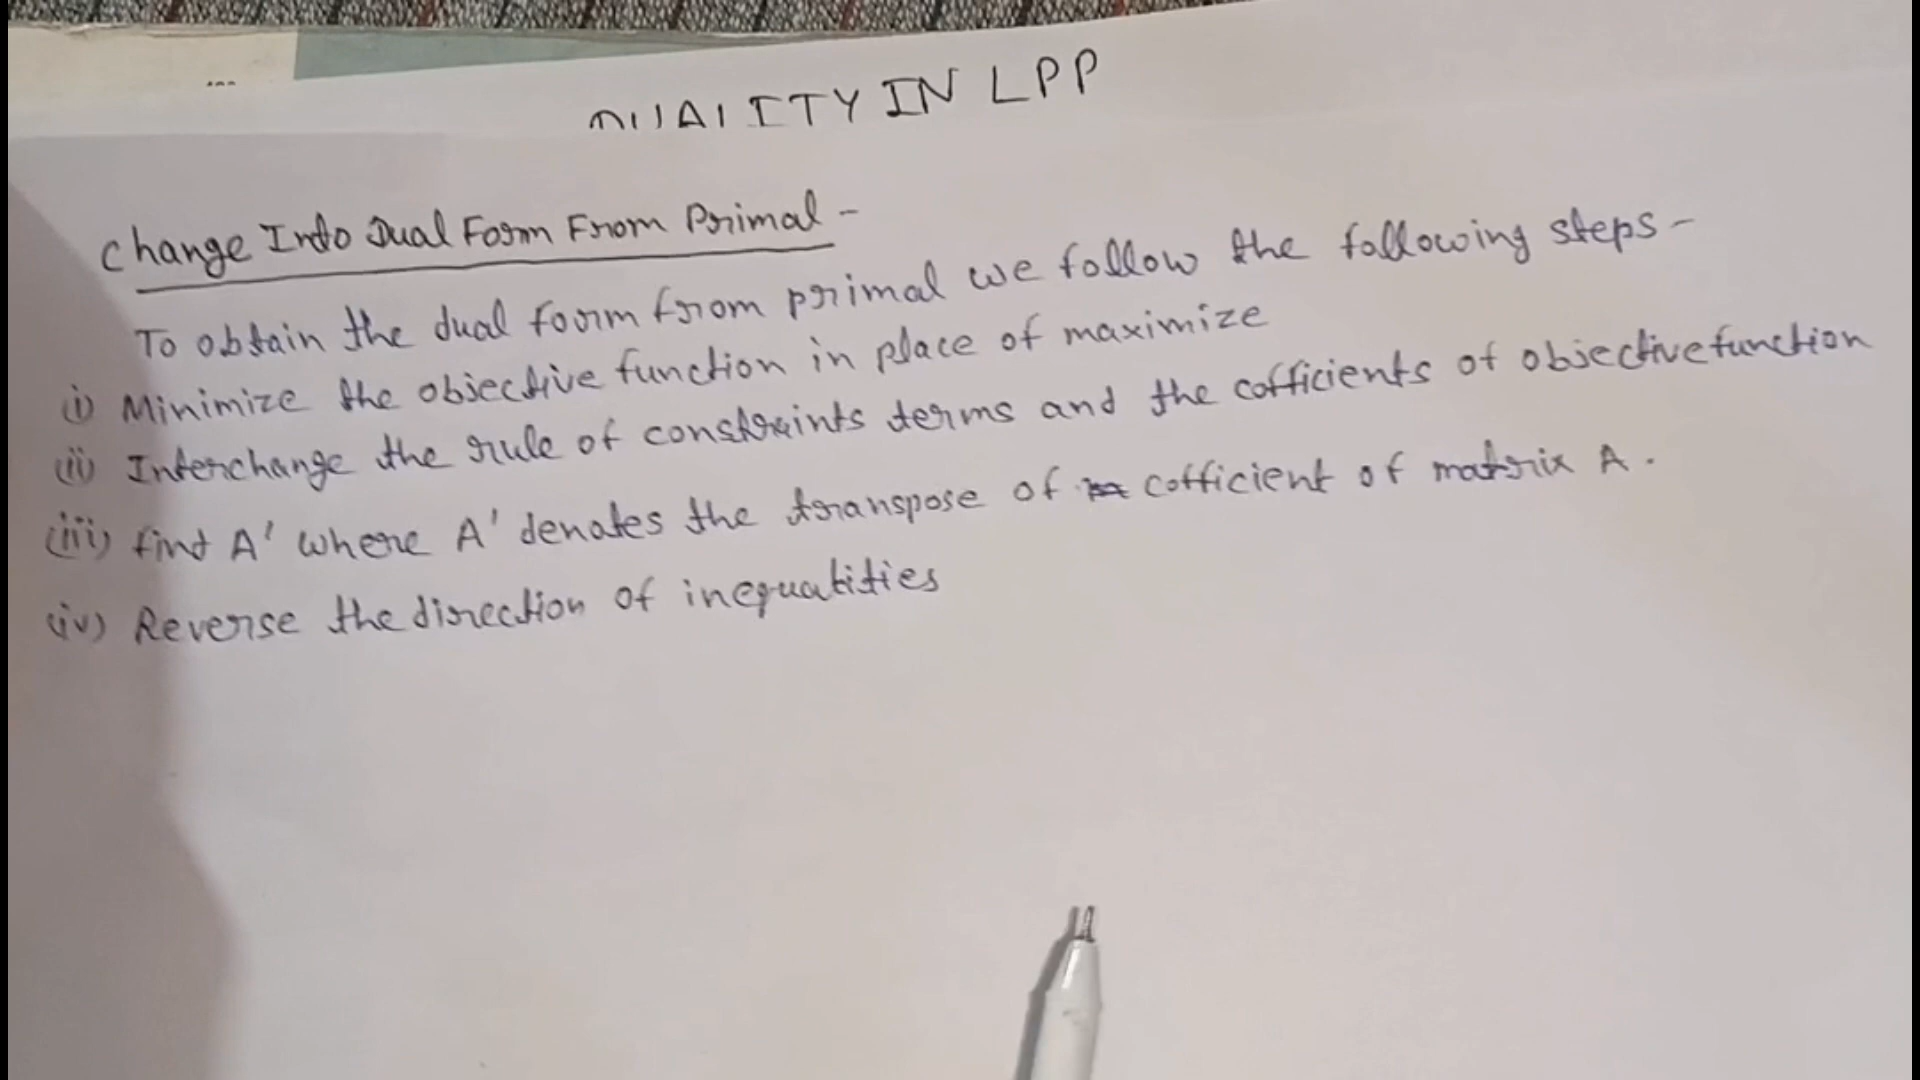 DUALITY IN LPP
Change Into Dual Form From Primal -
To obtain the dual form from primal we follow the following steps -
(i) Minimize the objective function in place of maximize
(ii) Interchange the rule of constraints terms and the cofficients of objective function
(iii) find A' where A' denotes the transpose of cofficient of matrix A.
(iv) Reverse the direction of inequalities